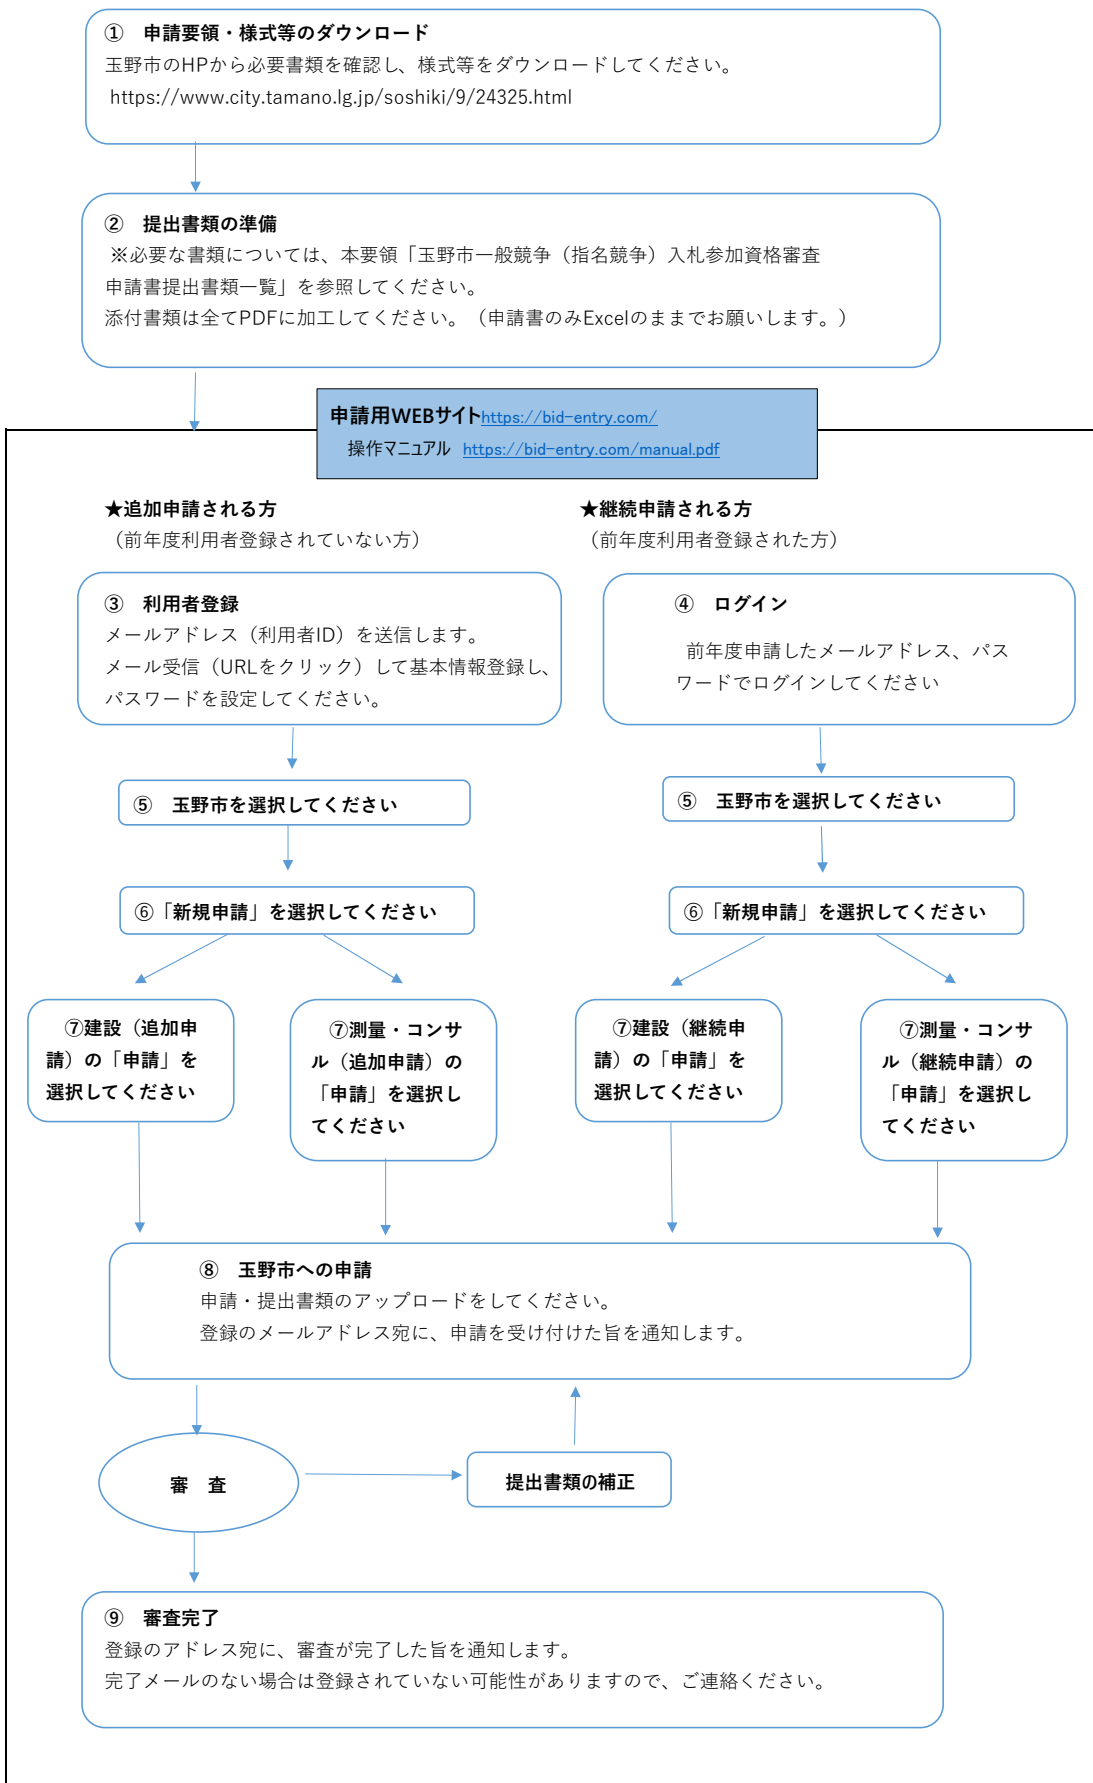 ① 申請要領・様式等のダウンロード
玉野市のHPから必要書類を確認し、様式等をダウンロードしてください。
https://www.city.tamano.lg.jp/soshiki/9/24325.html
② 提出書類の準備
※必要な書類については、本要領「玉野市一般競争（指名競争）入札参加資格審査
申請書提出書類一覧」を参照してください。
添付書類は全てPDFに加工してください。（申請書のみExcelのままでお願いします。）
申請用WEBサイトhttps://bid-entry.com/
操作マニュアル https://bid-entry.com/manual.pdf
★追加申請される方
（前年度利用者登録されていない方）
★継続申請される方
（前年度利用者登録された方）
③ 利用者登録
メールアドレス（利用者ID）を送信します。
メール受信（URLをクリック）して基本情報登録し、
パスワードを設定してください。
④ ログイン
前年度申請したメールアドレス、パス
ワードでログインしてください
⑤ 玉野市を選択してください
⑤ 玉野市を選択してください
⑥「新規申請」を選択してください
⑥「新規申請」を選択してください
⑦建設（追加申
請）の「申請」を
選択してください
⑦測量・コンサ
ル（追加申請）の
「申請」を選択し
てください
⑦建設（継続申
請）の「申請」を
選択してください
⑦測量・コンサ
ル（継続申請）の
「申請」を選択し
てください
⑧ 玉野市への申請
申請・提出書類のアップロードをしてください。
登録のメールアドレス宛に、申請を受け付けた旨を通知します。
審 査
提出書類の補正
⑨ 審査完了
登録のアドレス宛に、審査が完了した旨を通知します。
完了メールのない場合は登録されていない可能性がありますので、ご連絡ください。